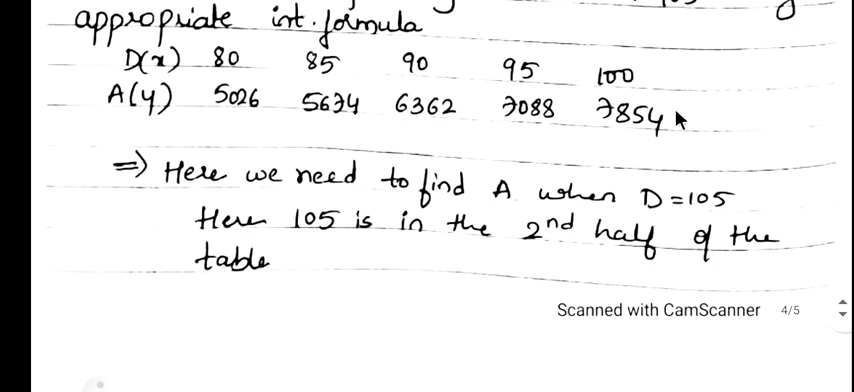 appropriate int. formula
D(x) 80 85 90 95 100
A(y) 5026 5674 6362 7088 7854
=> Here we need to find A when D=105
Here 105 is in the 2nd half of the
table
Scanned with CamScanner 4/5